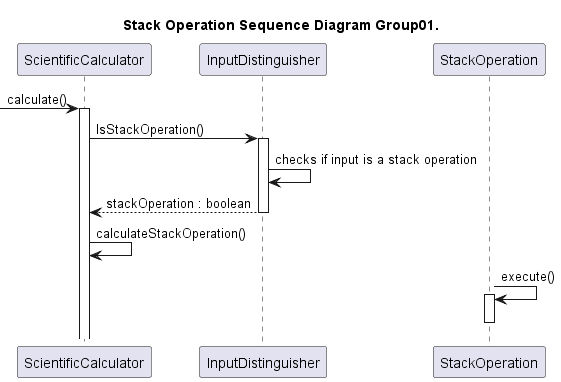 Stack Operation Sequence Diagram Group01.
ScientificCalculator InputDistinguisher StackOperation
calculate()
IsStackOperation()
checks if input is a stack operation
stackOperation : boolean
calculateStackOperation()
execute()
ScientificCalculator InputDistinguisher StackOperation